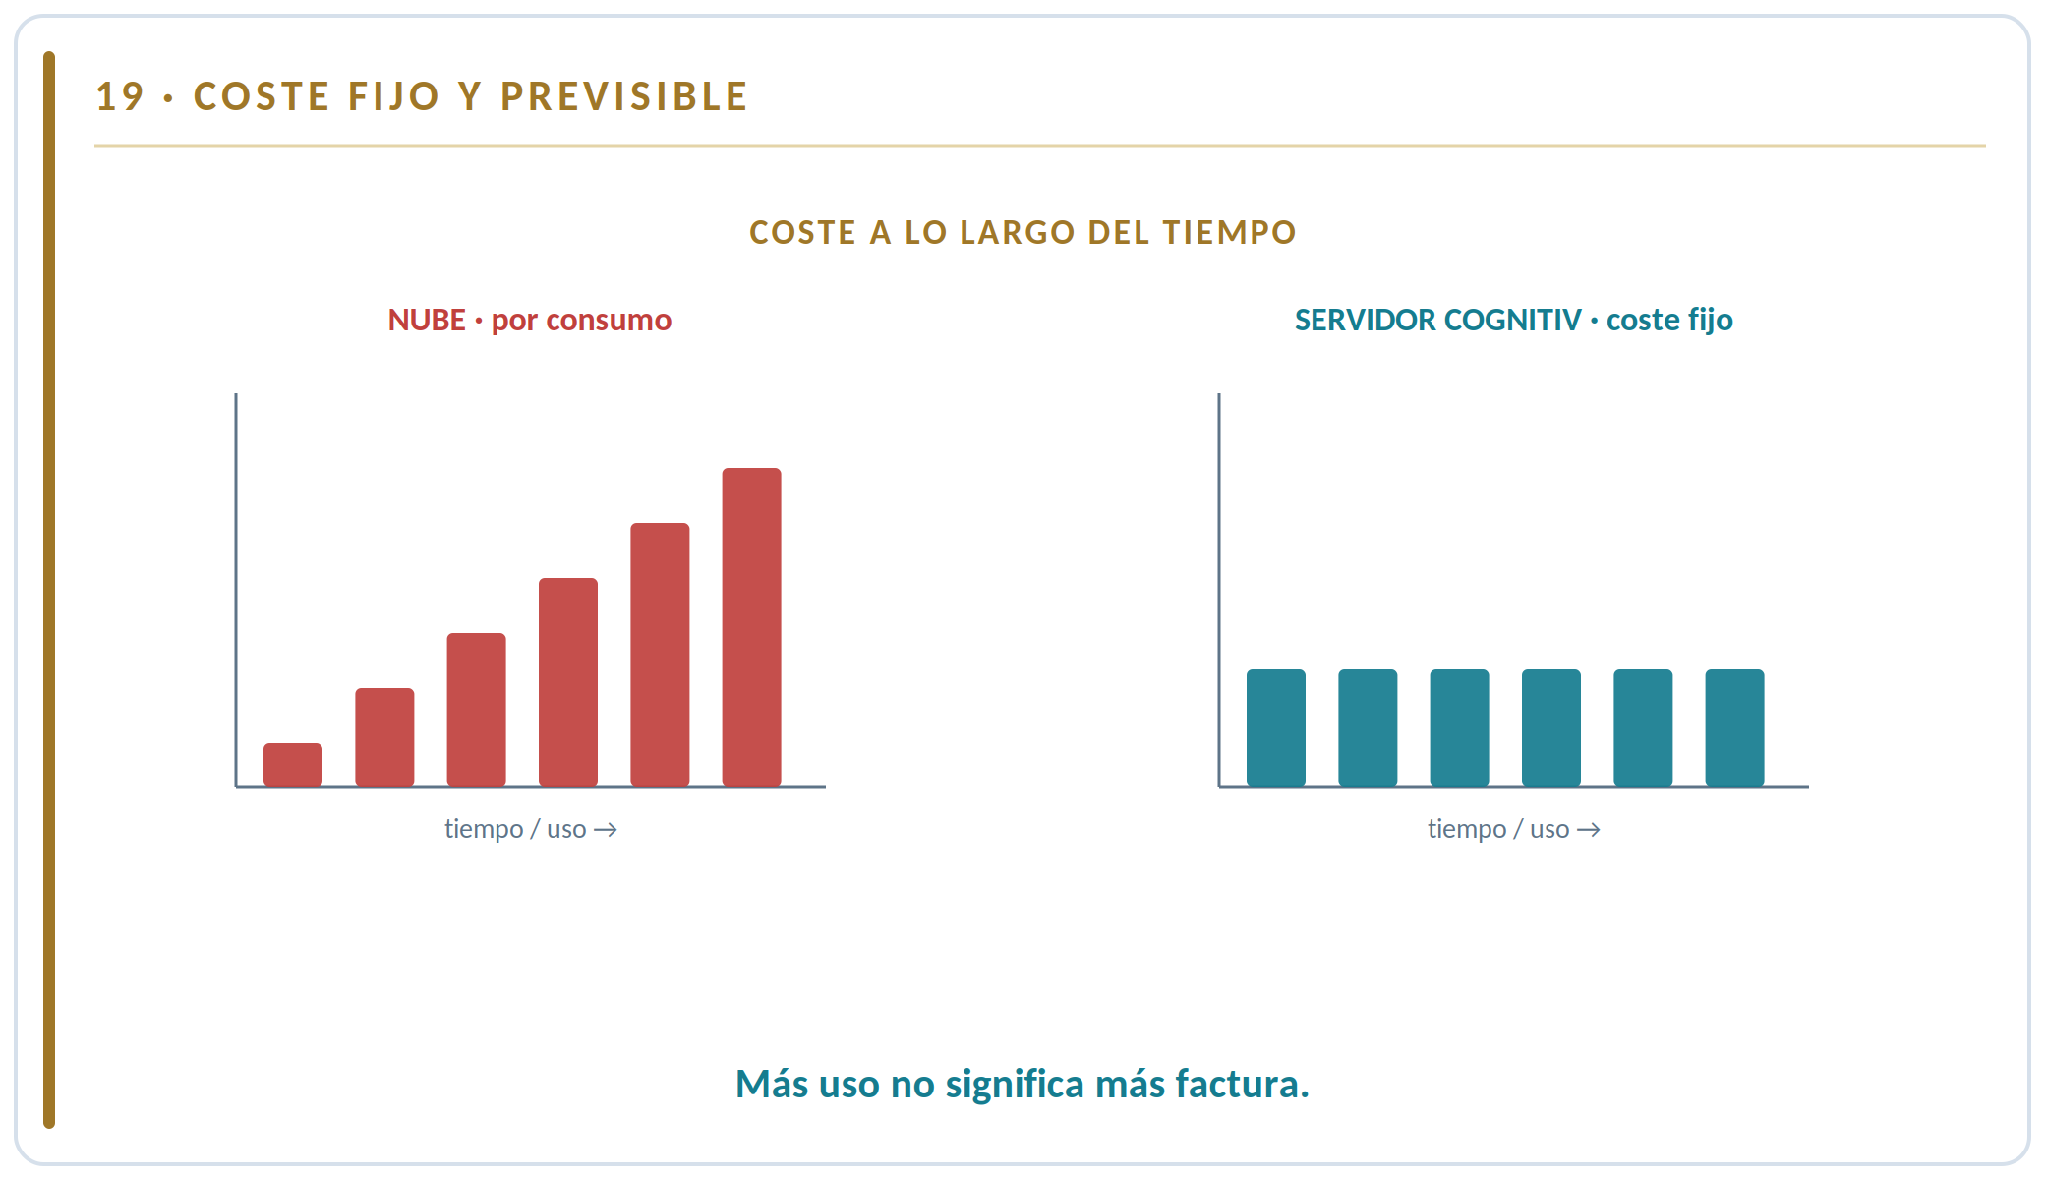 19 · COSTE FIJO Y PREVISIBLE
COSTE A LO LARGO DEL TIEMPO
NUBE · por consumo
SERVIDOR COGNITIV · coste fijo
tiempo / uso →
tiempo / uso →
Más uso no significa más factura.